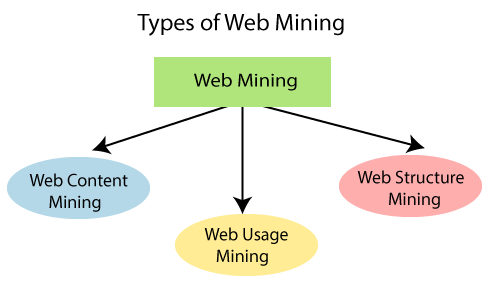 Types of Web Mining
Web Mining
Web Content
Mining
Web Usage
Mining
Web Structure
Mining